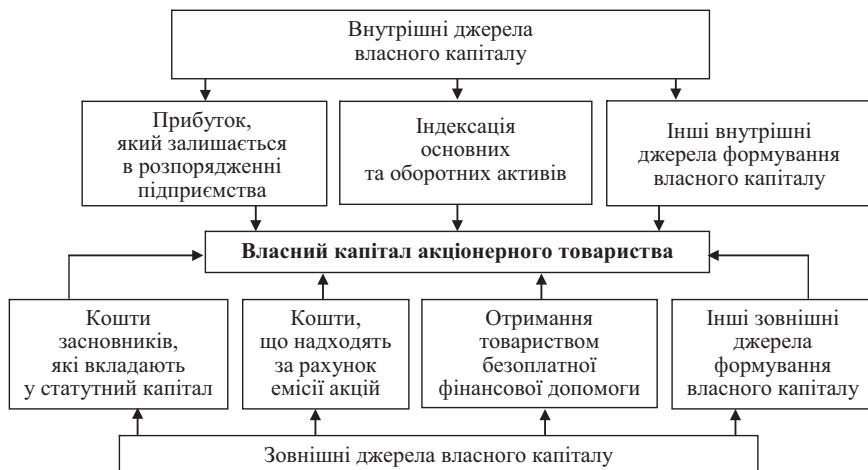 Внутрішні джерела
власного капіталу
Прибуток,
який залишається
в розпорядженні
підприємства
Індексація
основних
та оборотних активів
Інші внутрішні
джерела формування
власного капіталу
Власний капітал акціонерного товариства
Кошти
засновників,
які вкладають
у статутний капітал
Кошти,
що надходять
за рахунок
емісії акцій
Отримання
товариством
безоплатної
фінансової допомоги
Інші зовнішні
джерела
формування
власного капіталу
Зовнішні джерела власного капіталу